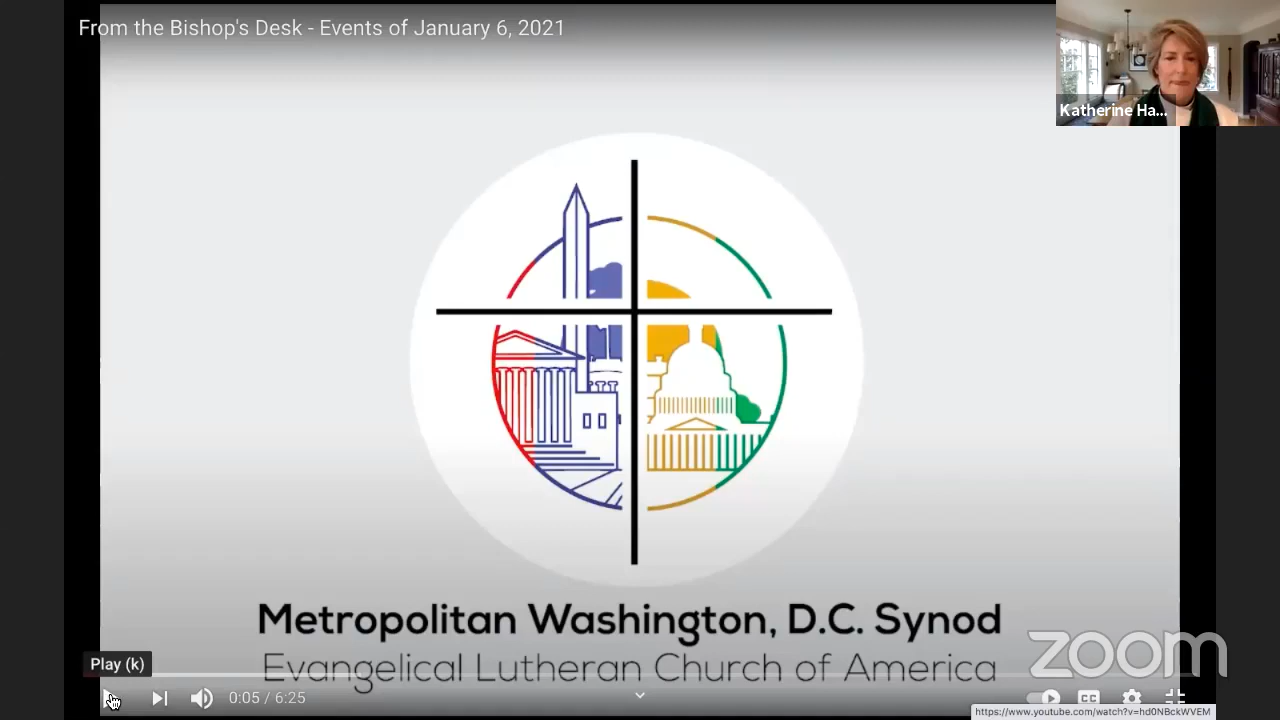 From the Bishop's Desk - Events of January 6, 2021
Katherine Ha...
Metropolitan Washington, D.C. Synod
Evangelical Lutheran Church of America
Play (k)
0:05 / 6:25
CC
zoom
https://www.youtube.com/watch?v=hd0NBckWVEM